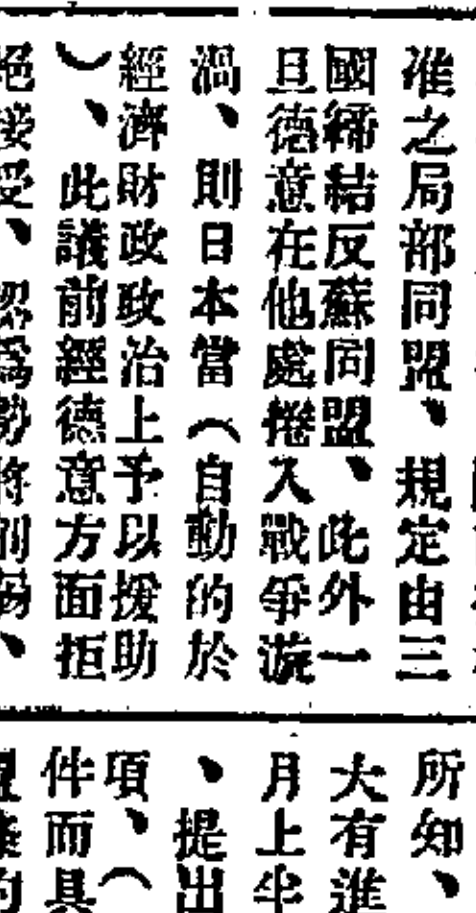 准之局部同盟、規定由三
國締結反蘇同盟、此外一
旦德意在他處捲入戰爭漩
渦、則日本當（自動的於
經濟財政政治上予以援助
）、此議前經德意方面拒
絕接受、認爲勢將削弱、
所知、
大有進
月上半
、提出
項、（
件而具